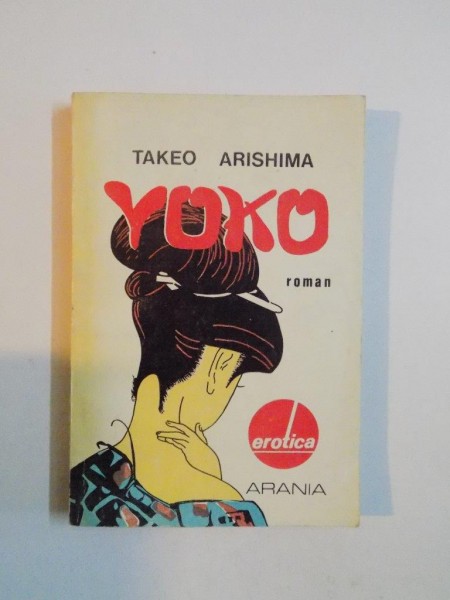 TAKEO ARISHIMA
YOKO
roman
erotica
ARANIA